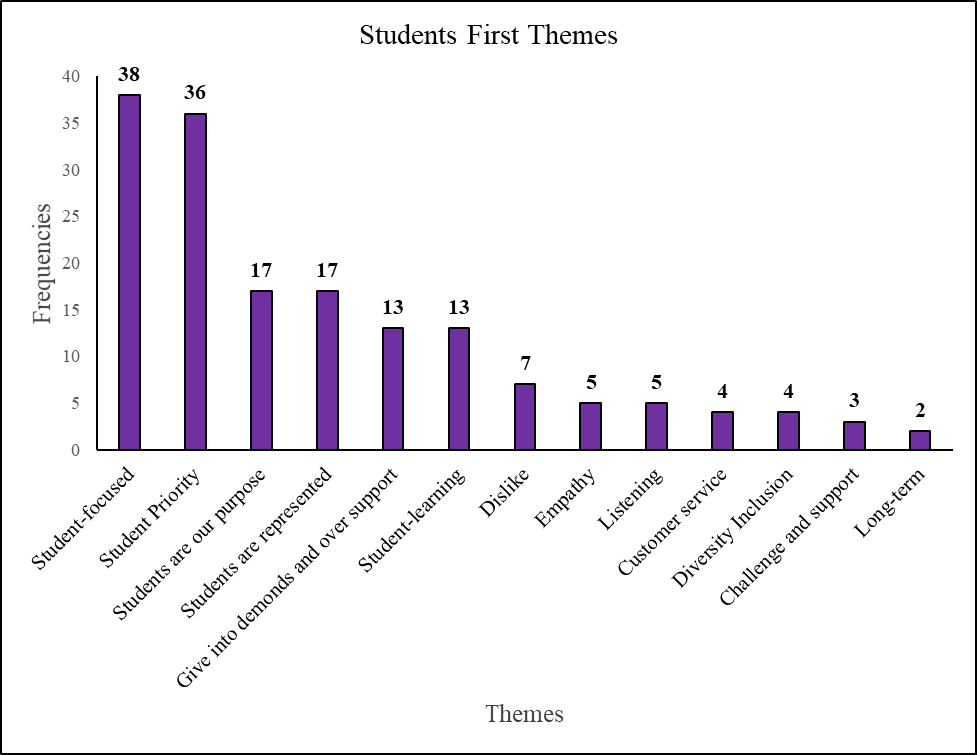 Students First Themes
Frequencies
40
35
30
25
20
15
10
5
0
38
36
17
17
13
13
7
5
5
4
4
3
2
Student-focused
Student Priority
Students are our purpose
Students are represented
Give into demonds and over support
Student-learning
Dislike
Empathy
Listening
Customer service
Diversity Inclusion
Challenge and support
Long-term
Themes